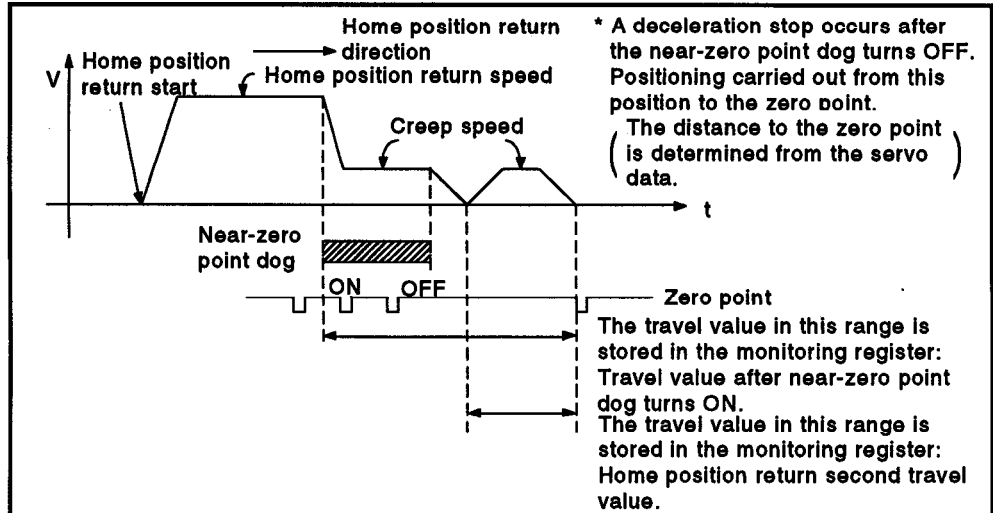 Home position return
direction
* A deceleration stop occurs after
the near-zero point dog turns OFF.
Positioning carried out from this
position to the zero point.
( The distance to the zero point
is determined from the servo
data. )
V
Home position
return start
Home position return speed
Creep speed
t
Near-zero
point dog
ON
OFF
Zero point
The travel value in this range is
stored in the monitoring register:
Travel value after near-zero point
dog turns ON.
The travel value in this range is
stored in the monitoring register:
Home position return second travel
value.